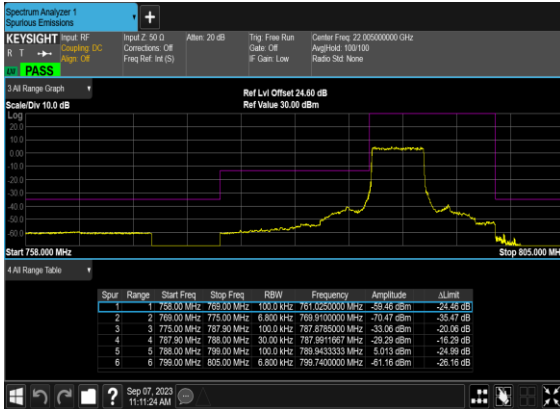 Spectrum Analyzer 1
Spurious Emissions
KEYSIGHT
R T
PASS
Input: RF
Coupling: DC
Align: Off
Input Z: 50 Ω
Corrections: Off
Freq Ref: Int (S)
Atten: 20 dB
Trig: Free Run
Gate: Off
IF Gain: Low
Center Freq: 22.005000000 GHz
Avg|Hold: 100/100
Radio Std: None
3 All Range Graph
Scale/Div 10.0 dB
Ref Lvl Offset 24.60 dB
Ref Value 30.00 dBm
Log
20.0
10.0
0.00
-10.0
-20.0
-30.0
-40.0
-50.0
-60.0
Start 758.000 MHz
Stop 805.000 MHz
4 All Range Table
Spur Range Start Freq Stop Freq RBW Frequency Amplitude ΔLimit
1 1 758.00 MHz 769.00 MHz 100.0 kHz 761.0250000 MHz -59.46 dBm -24.46 dB
2 2 769.00 MHz 775.00 MHz 6.800 kHz 769.9100000 MHz -70.47 dBm -35.47 dB
3 3 775.00 MHz 787.90 MHz 100.0 kHz 787.8785000 MHz -33.06 dBm -20.06 dB
4 4 787.90 MHz 788.00 MHz 30.00 kHz 787.9911667 MHz -29.29 dBm -16.29 dB
5 5 788.00 MHz 799.00 MHz 100.0 kHz 789.9433333 MHz 5.013 dBm -24.99 dB
6 6 799.00 MHz 805.00 MHz 6.800 kHz 799.7400000 MHz -61.16 dBm -26.16 dB
Sep 07, 2023
11:11:24 AM